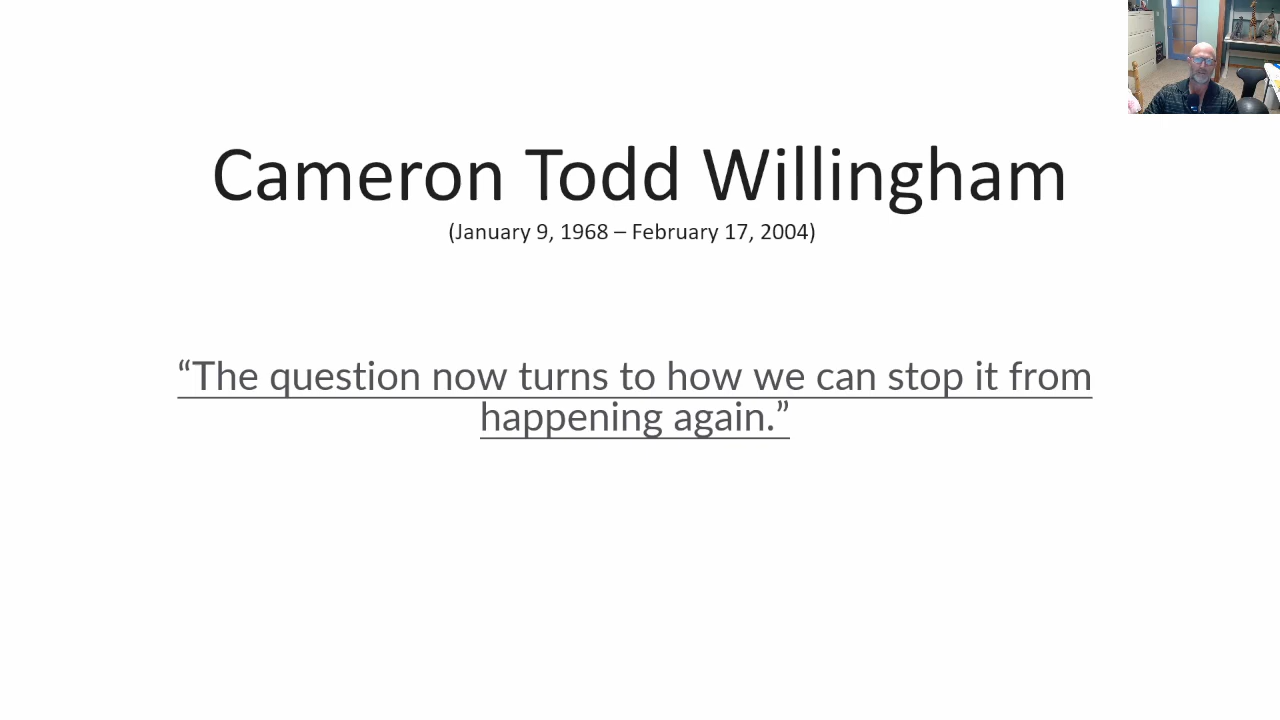 Cameron Todd Willingham
(January 9, 1968 – February 17, 2004)
“The question now turns to how we can stop it from
happening again.”